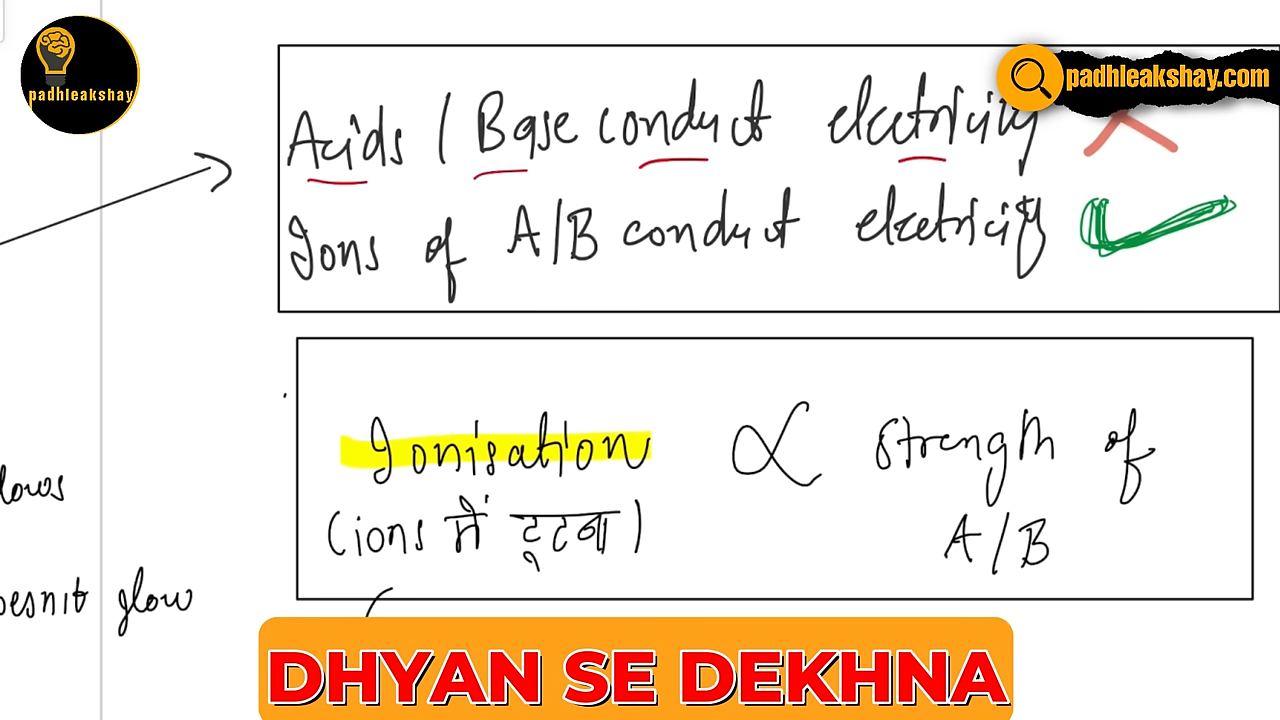 padhleakshay
padhleakshay.com
Acids / Base conduct electricity
Ions of A/B conduct electricity
Ionisation ∝ strength of
(ions में टूटना) A/B
lows
oesnit glow
DHYAN SE DEKHNA